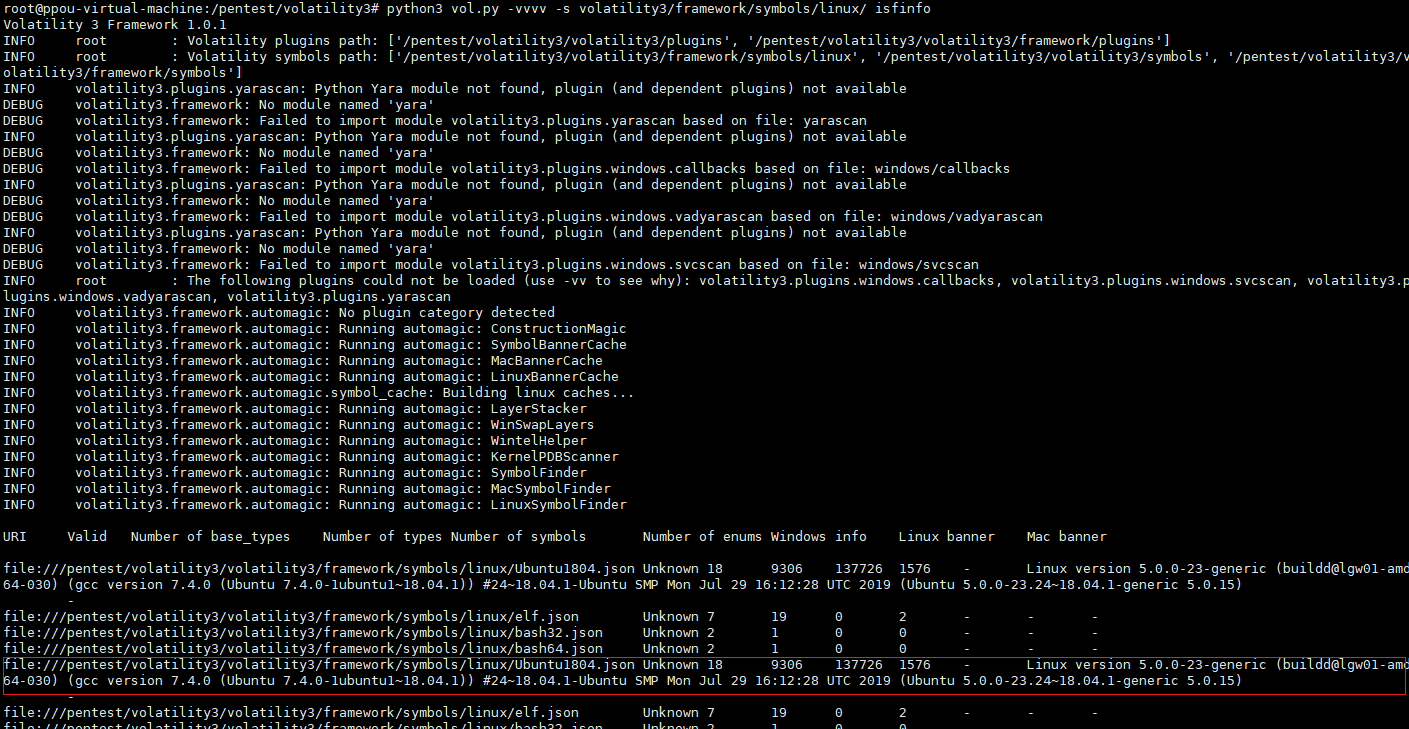 root@ppou-virtual-machine:/pentest/volatility3# python3 vol.py -vvvv -s volatility3/framework/symbols/linux/ isfinfo
Volatility 3 Framework 1.0.1
INFO     root        : Volatility plugins path: ['/pentest/volatility3/volatility3/plugins', '/pentest/volatility3/volatility3/framework/plugins']
INFO     root        : Volatility symbols path: ['/pentest/volatility3/volatility3/framework/symbols/linux', '/pentest/volatility3/volatility3/symbols', '/pentest/volatility3/v
olatility3/framework/symbols']
INFO     volatility3.plugins.yarascan: Python Yara module not found, plugin (and dependent plugins) not available
DEBUG    volatility3.framework: No module named 'yara'
DEBUG    volatility3.framework: Failed to import module volatility3.plugins.yarascan based on file: yarascan
INFO     volatility3.plugins.yarascan: Python Yara module not found, plugin (and dependent plugins) not available
DEBUG    volatility3.framework: No module named 'yara'
DEBUG    volatility3.framework: Failed to import module volatility3.plugins.windows.callbacks based on file: windows/callbacks
INFO     volatility3.plugins.yarascan: Python Yara module not found, plugin (and dependent plugins) not available
DEBUG    volatility3.framework: No module named 'yara'
DEBUG    volatility3.framework: Failed to import module volatility3.plugins.windows.vadyarascan based on file: windows/vadyarascan
INFO     volatility3.plugins.yarascan: Python Yara module not found, plugin (and dependent plugins) not available
DEBUG    volatility3.framework: No module named 'yara'
DEBUG    volatility3.framework: Failed to import module volatility3.plugins.windows.svcscan based on file: windows/svcscan
INFO     root        : The following plugins could not be loaded (use -vv to see why): volatility3.plugins.windows.callbacks, volatility3.plugins.windows.svcscan, volatility3.p
lugins.windows.vadyarascan, volatility3.plugins.yarascan
INFO     volatility3.framework.automagic: No plugin category detected
INFO     volatility3.framework.automagic: Running automagic: ConstructionMagic
INFO     volatility3.framework.automagic: Running automagic: SymbolBannerCache
INFO     volatility3.framework.automagic: Running automagic: MacBannerCache
INFO     volatility3.framework.automagic: Running automagic: LinuxBannerCache
INFO     volatility3.framework.automagic.symbol_cache: Building linux caches...
INFO     volatility3.framework.automagic: Running automagic: LayerStacker
INFO     volatility3.framework.automagic: Running automagic: WinSwapLayers
INFO     volatility3.framework.automagic: Running automagic: WintelHelper
INFO     volatility3.framework.automagic: Running automagic: KernelPDBScanner
INFO     volatility3.framework.automagic: Running automagic: SymbolFinder
INFO     volatility3.framework.automagic: Running automagic: MacSymbolFinder
INFO     volatility3.framework.automagic: Running automagic: LinuxSymbolFinder
URI     Valid   Number of base_types    Number of types Number of symbols       Number of enums Windows info    Linux banner    Mac banner
file:///pentest/volatility3/volatility3/framework/symbols/linux/Ubuntu1804.json Unknown 18      9306    137726  1576    -       Linux version 5.0.0-23-generic (buildd@lgw01-amd
64-030) (gcc version 7.4.0 (Ubuntu 7.4.0-1ubuntu1~18.04.1)) #24~18.04.1-Ubuntu SMP Mon Jul 29 16:12:28 UTC 2019 (Ubuntu 5.0.0-23.24~18.04.1-generic 5.0.15)
-
file:///pentest/volatility3/volatility3/framework/symbols/linux/elf.json        Unknown 7       19      0       2       -       -       -
file:///pentest/volatility3/volatility3/framework/symbols/linux/bash32.json     Unknown 2       1       0       0       -       -       -
file:///pentest/volatility3/volatility3/framework/symbols/linux/bash64.json     Unknown 2       1       0       0       -       -       -
file:///pentest/volatility3/volatility3/framework/symbols/linux/Ubuntu1804.json Unknown 18      9306    137726  1576    -       Linux version 5.0.0-23-generic (buildd@lgw01-amd
64-030) (gcc version 7.4.0 (Ubuntu 7.4.0-1ubuntu1~18.04.1)) #24~18.04.1-Ubuntu SMP Mon Jul 29 16:12:28 UTC 2019 (Ubuntu 5.0.0-23.24~18.04.1-generic 5.0.15)
-
file:///pentest/volatility3/volatility3/framework/symbols/linux/elf.json        Unknown 7       19      0       2       -       -       -
file:///pentest/volatility3/volatility3/framework/symbols/linux/bash32.json     Unknown 2       1       0       0